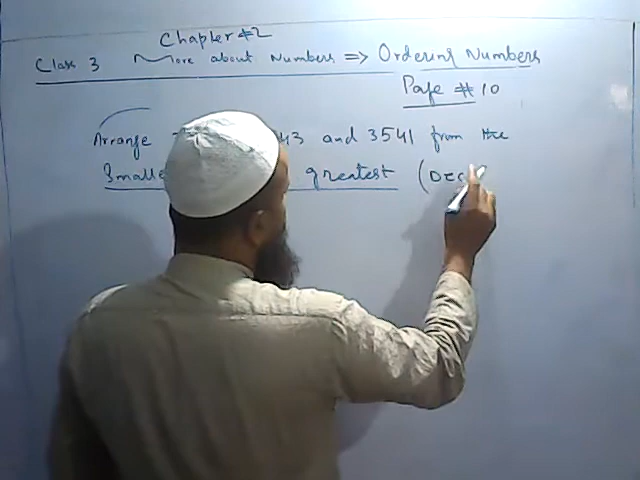 Chapter #2
Class 3 More about Numbers => Ordering Numbers
Page # 10
Arrange 43 and 3541 from the
Smalle greatest (Dec